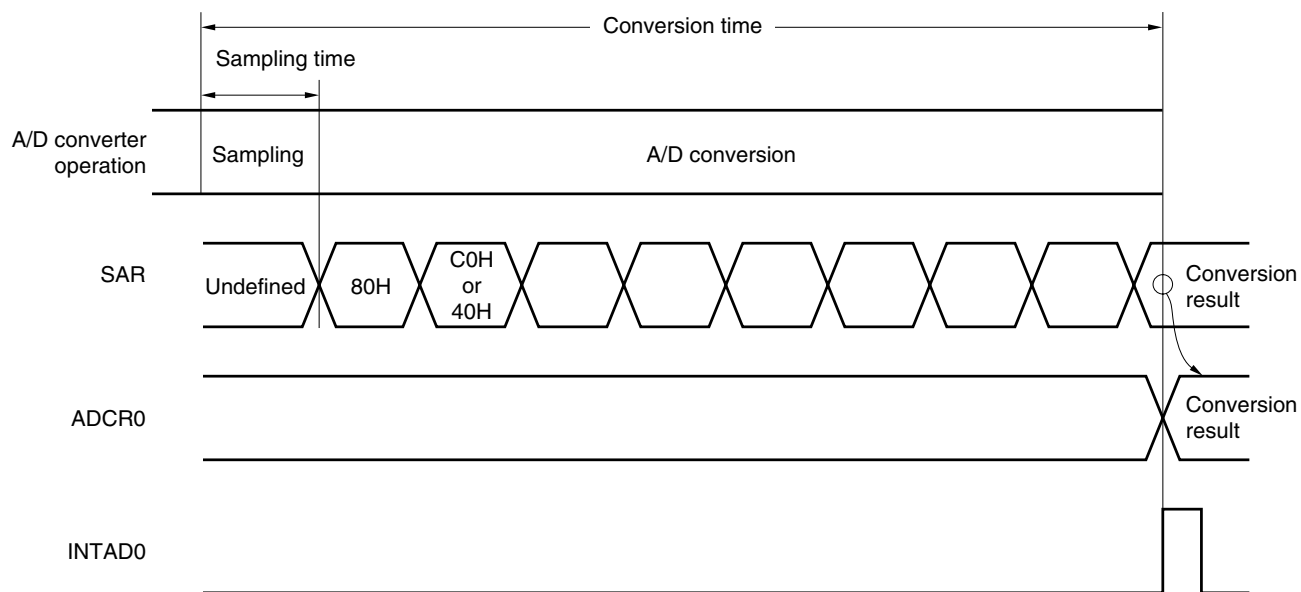 Conversion time
Sampling time
A/D converter
operation
Sampling
A/D conversion
SAR
Undefined
80H
C0H
or
40H
Conversion
result
ADCR0
Conversion
result
INTAD0